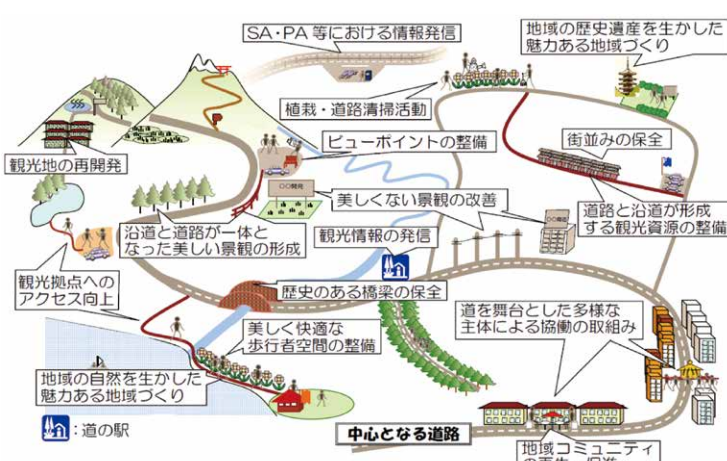 SA・PA 等における情報発信
地域の歴史遺産を生かした
魅力ある地域づくり
植栽・道路清掃活動
ビューポイントの整備
街並みの保全
観光地の再開発
〇〇開発
美しくない景観の改善
道路と沿道が形成
する観光資源の整備
沿道と道路が一体と
なった美しい景観の形成
観光情報の発信
観光拠点への
アクセス向上
歴史のある橋梁の保全
道を舞台とした多様な
主体による協働の取組み
美しく快適な
歩行者空間の整備
地域の自然を生かした
魅力ある地域づくり
:道の駅
中心となる道路
地域コミュニティ